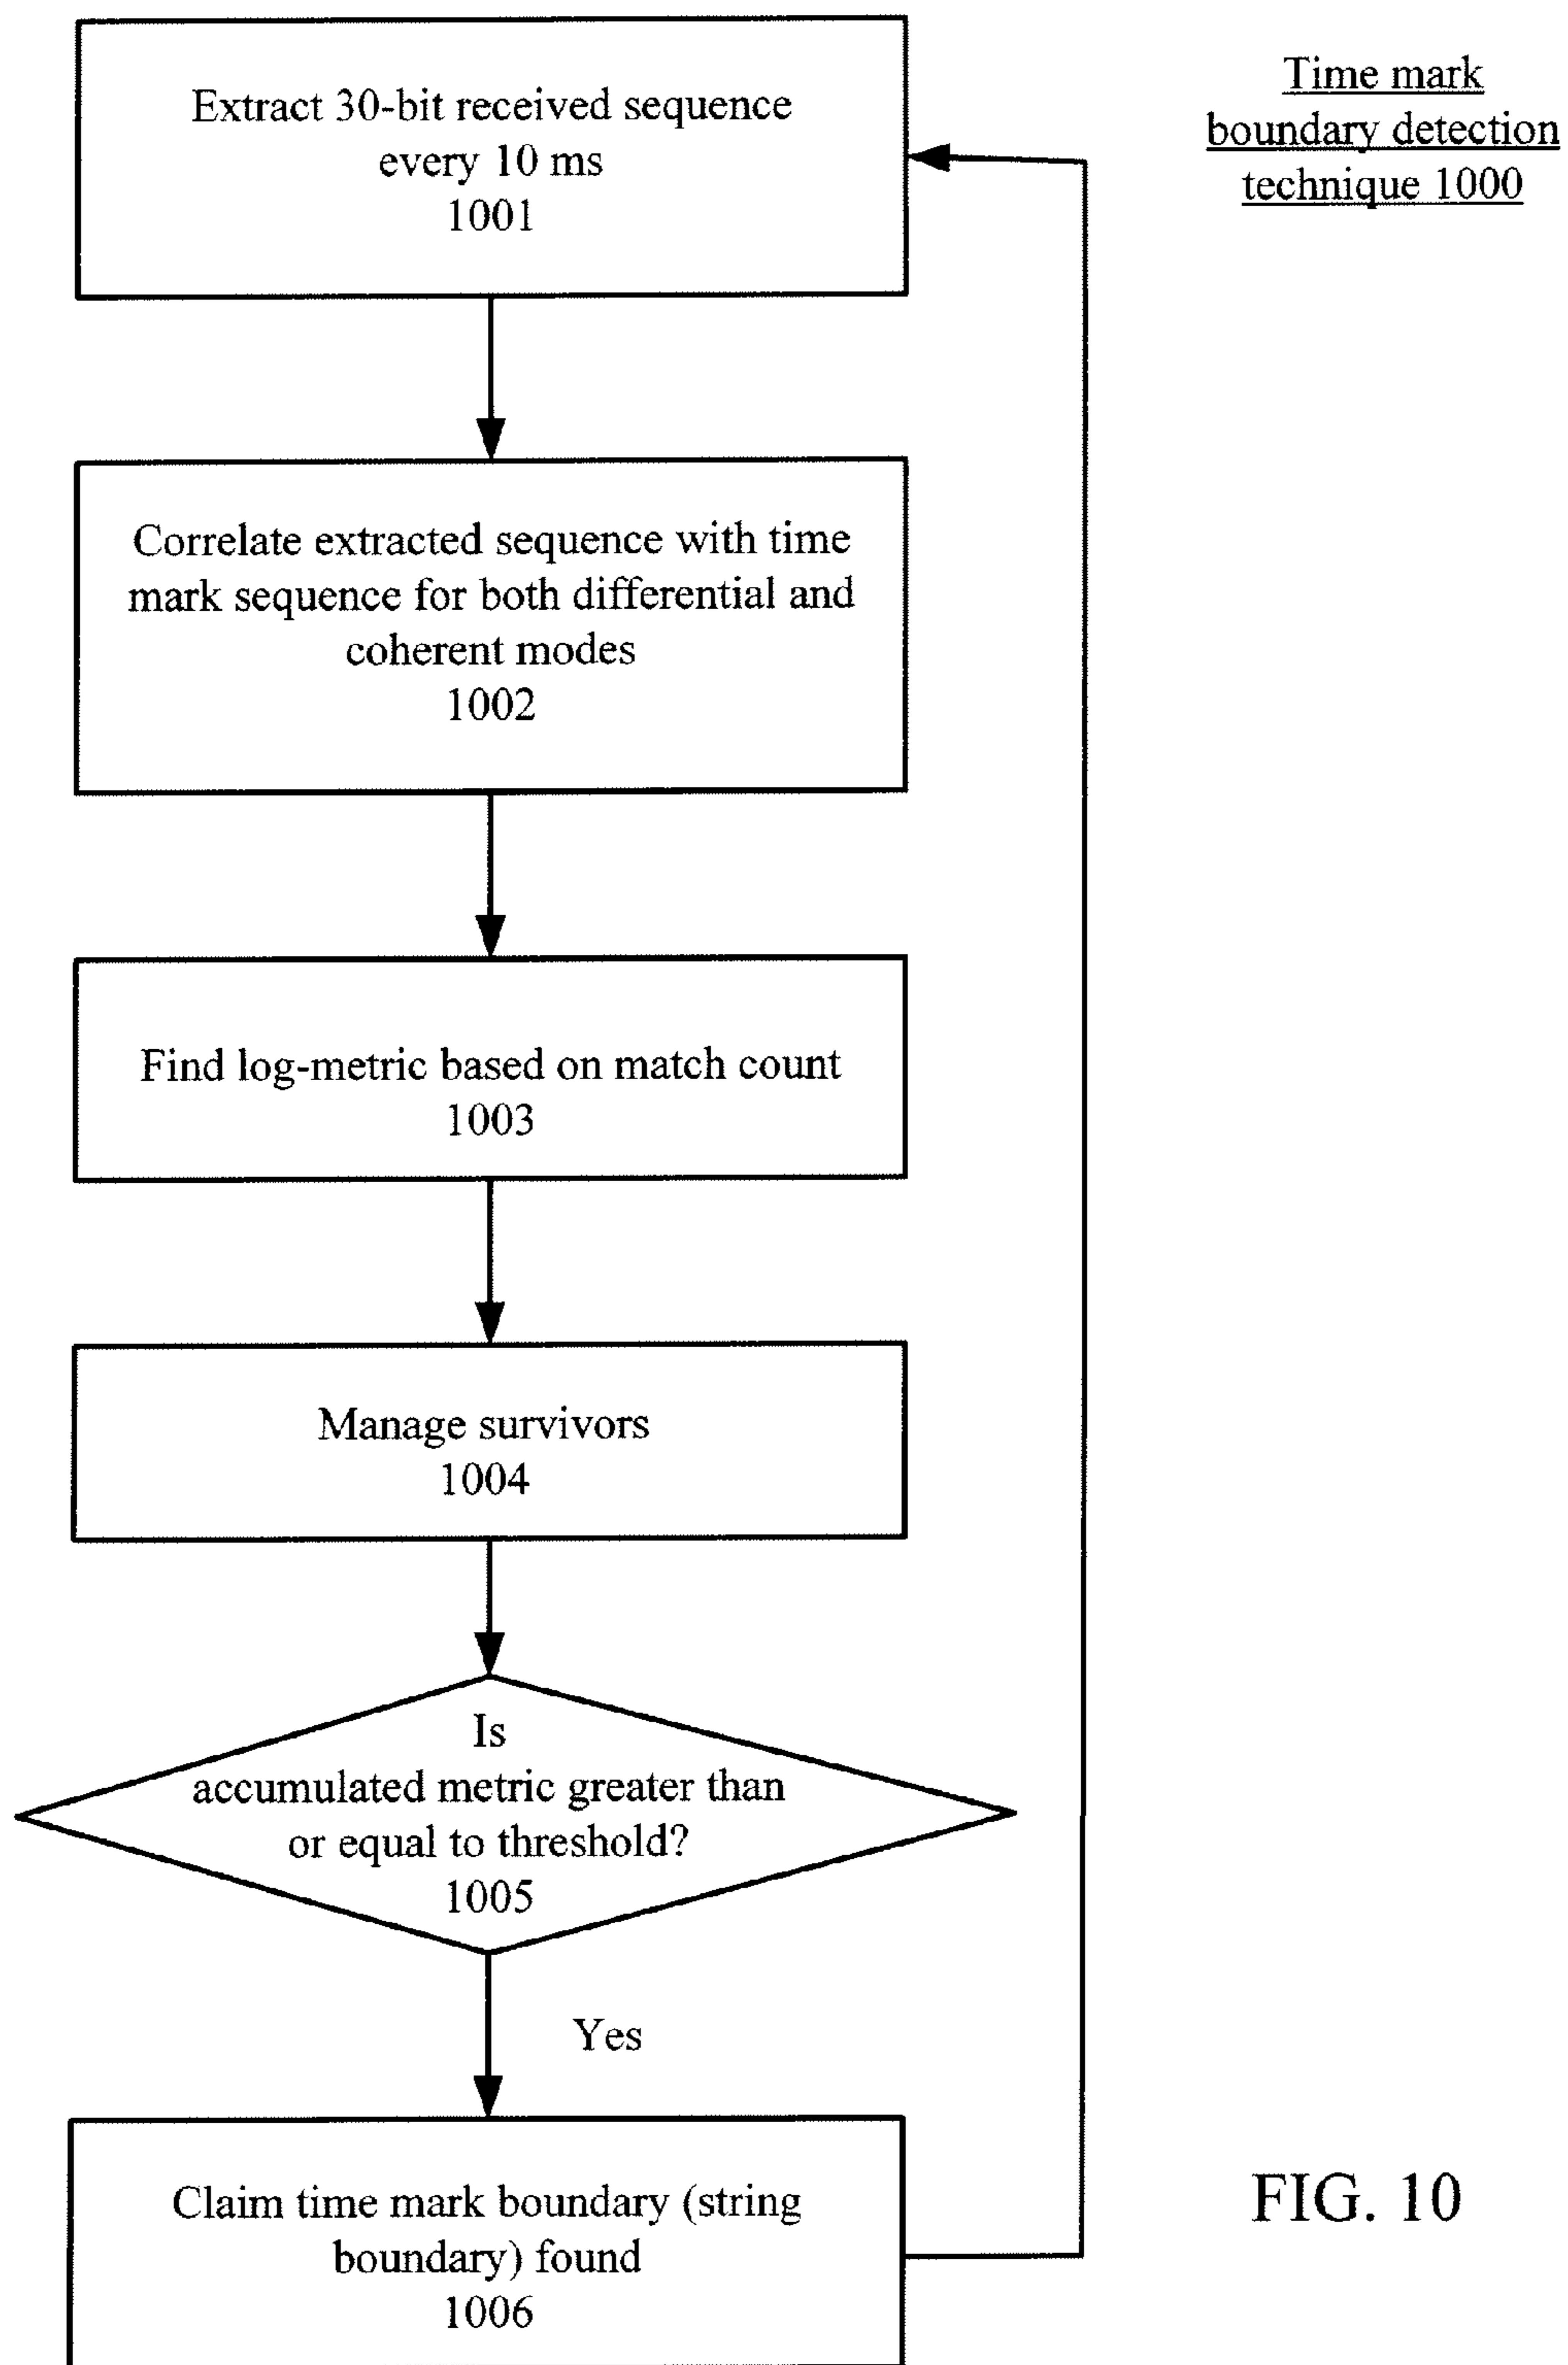 Extract 30-bit received sequence
every 10 ms
1001
Time mark
boundary detection
technique 1000
Correlate extracted sequence with time
mark sequence for both differential and
coherent modes
1002
Find log-metric based on match count
1003
Manage survivors
1004
Is
accumulated metric greater than
or equal to threshold?
1005
Yes
Claim time mark boundary (string
boundary) found
1006
FIG. 10